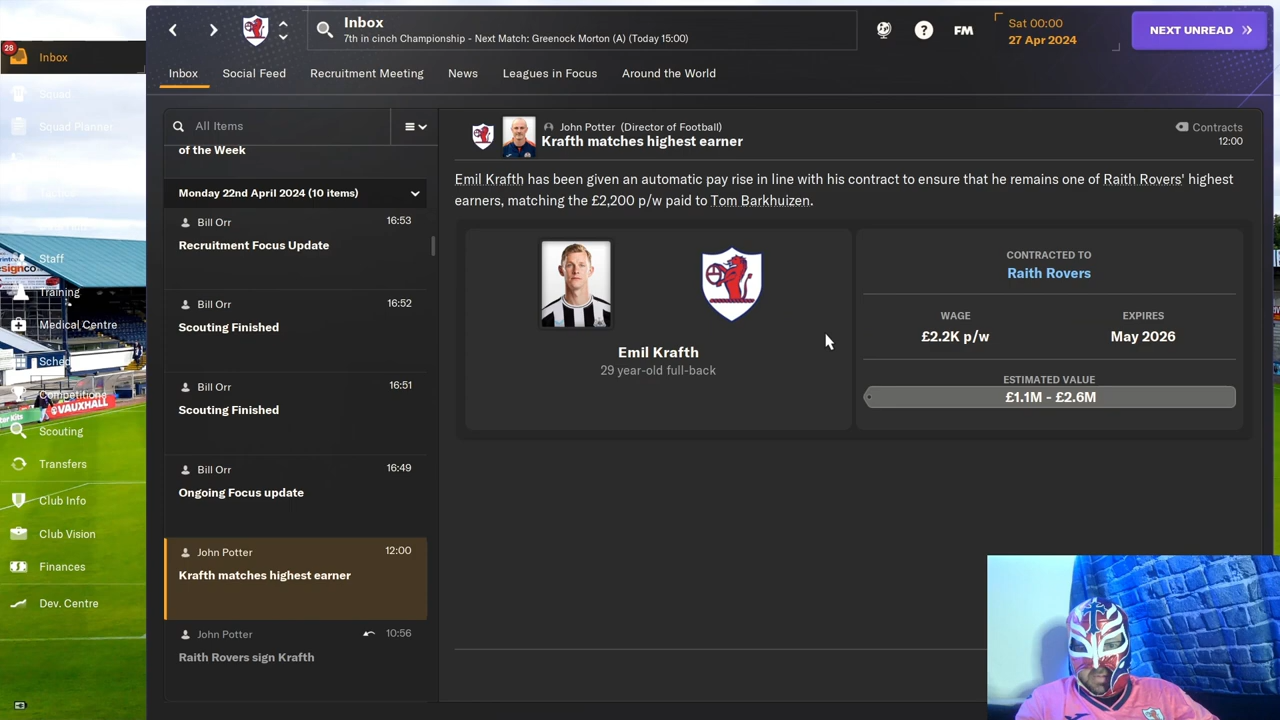 28
Inbox
Squad
Squad Planner
Staff
Training
Medical Centre
Sched
Competitions
VAUXHALL
Scouting
Transfers
Club Info
Club Vision
Finances
Dev. Centre
Inbox
7th in cinch Championship - Next Match: Greenock Morton (A) (Today 15:00)
FM
Sat 00:00
27 Apr 2024
NEXT UNREAD
Inbox
Social Feed
Recruitment Meeting
News
Leagues in Focus
Around the World
All Items
of the Week
Monday 22nd April 2024 (10 items)
Bill Orr
16:53
Recruitment Focus Update
Bill Orr
16:52
Scouting Finished
Bill Orr
16:51
Scouting Finished
Bill Orr
16:49
Ongoing Focus update
John Potter
12:00
Krafth matches highest earner
John Potter
10:56
Raith Rovers sign Krafth
John Potter (Director of Football)
Krafth matches highest earner
Contracts
12:00
Emil Krafth has been given an automatic pay rise in line with his contract to ensure that he remains one of Raith Rovers' highest
earners, matching the £2,200 p/w paid to Tom Barkhuizen.
Emil Krafth
29 year-old full-back
CONTRACTED TO
Raith Rovers
WAGE
£2.2K p/w
EXPIRES
May 2026
ESTIMATED VALUE
£1.1M - £2.6M